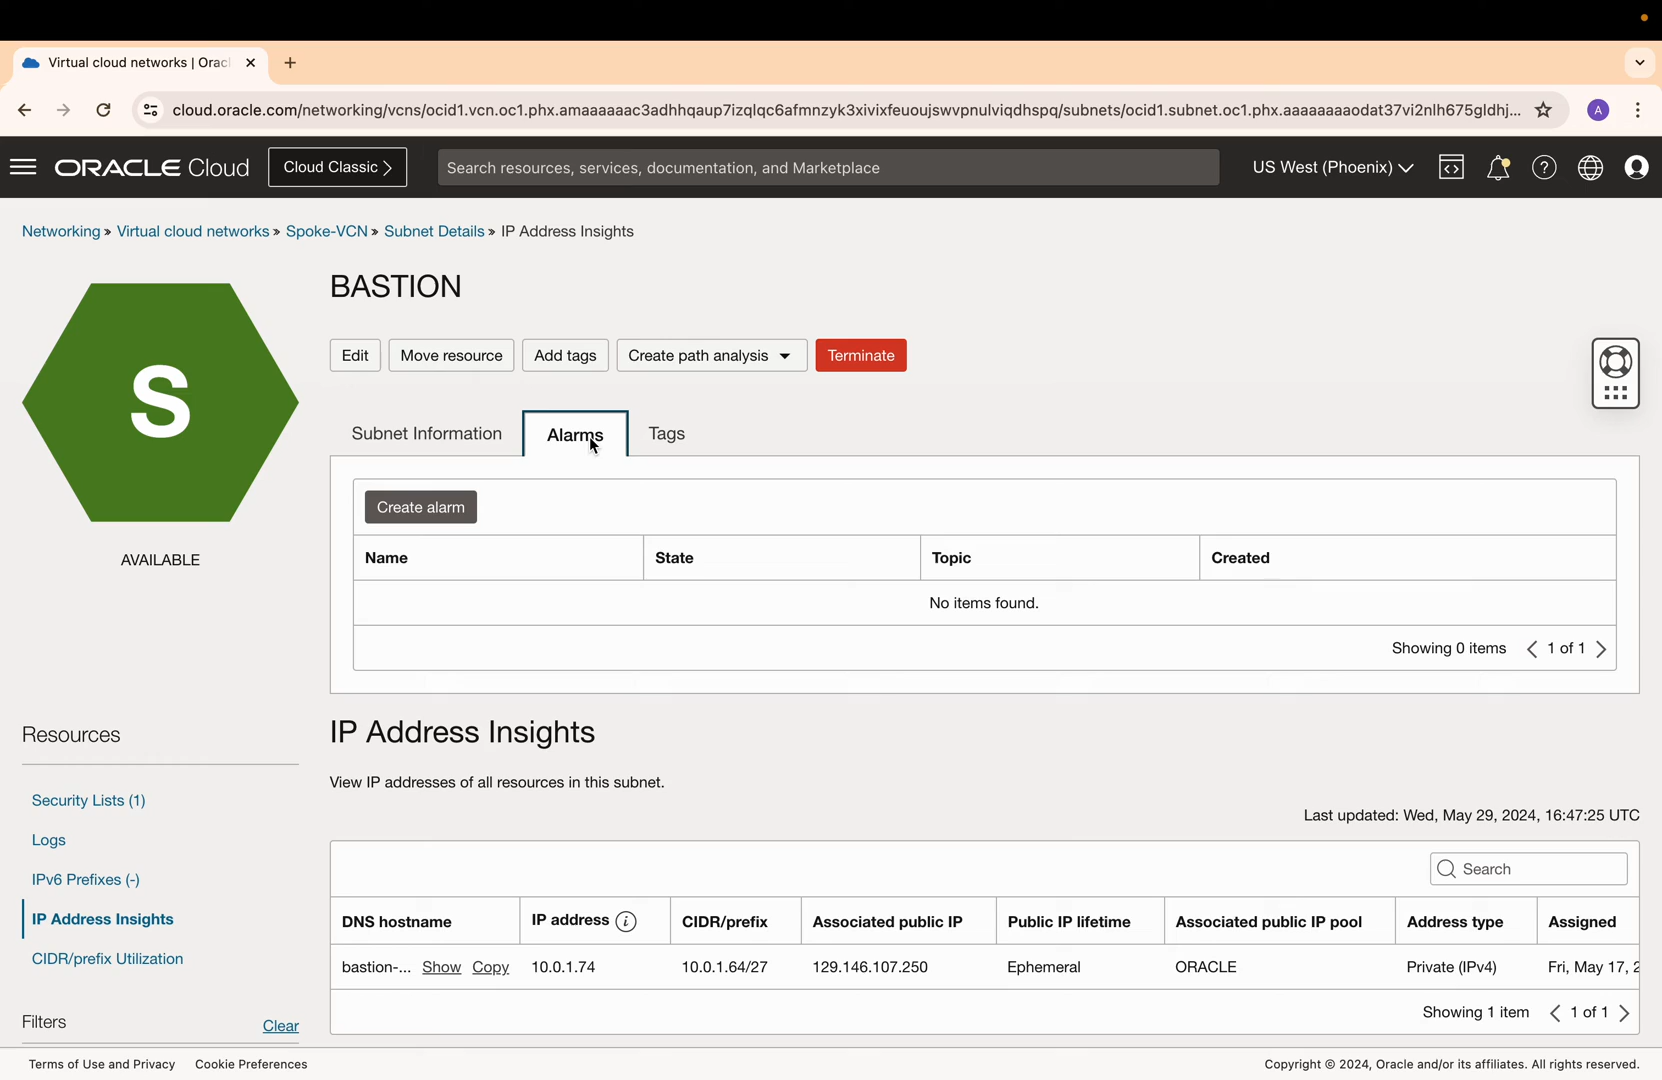 Virtual cloud networks | Orac
cloud.oracle.com/networking/vcns/ocid1.vcn.oc1.phx.amaaaaaac3adhhqaup7izqlqc6afmnzyk3xivixfeuoujswvpnulviqdhspq/subnets/ocid1.subnet.oc1.phx.aaaaaaaaodat37vi2nlh675gldhj...
A
ORACLE Cloud
Cloud Classic
Search resources, services, documentation, and Marketplace
US West (Phoenix)
Networking » Virtual cloud networks » Spoke-VCN » Subnet Details » IP Address Insights
S
AVAILABLE
BASTION
Edit Move resource Add tags Create path analysis Terminate
Subnet Information Alarms Tags
Create alarm
Name State Topic Created
No items found.
Showing 0 items 1 of 1
Resources
Security Lists (1)
Logs
IPv6 Prefixes (-)
IP Address Insights
CIDR/prefix Utilization
Filters Clear
IP Address Insights
View IP addresses of all resources in this subnet.
Last updated: Wed, May 29, 2024, 16:47:25 UTC
Search
DNS hostname IP address CIDR/prefix Associated public IP Public IP lifetime Associated public IP pool Address type Assigned
bastion-... Show Copy 10.0.1.74 10.0.1.64/27 129.146.107.250 Ephemeral ORACLE Private (IPv4) Fri, May 17, 2
Showing 1 item 1 of 1
Terms of Use and Privacy Cookie Preferences
Copyright © 2024, Oracle and/or its affiliates. All rights reserved.